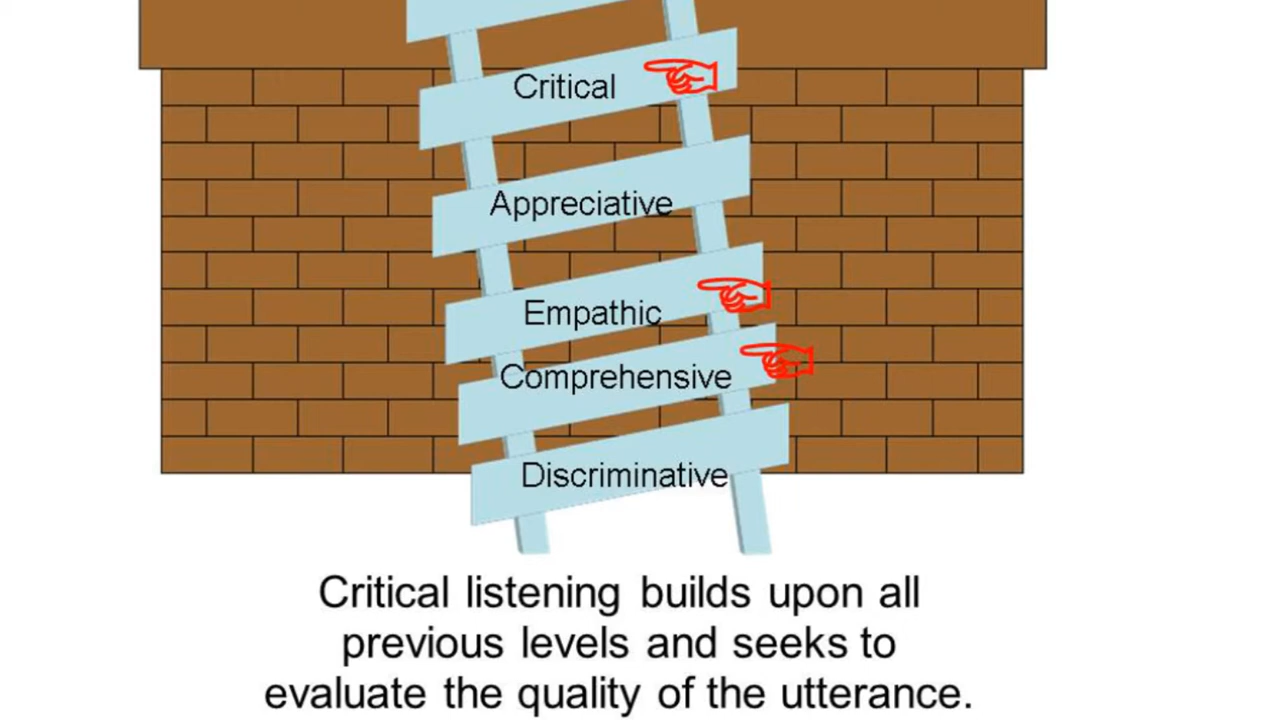 Critical
Appreciative
Empathic
Comprehensive
Discriminative
Critical listening builds upon all
previous levels and seeks to
evaluate the quality of the utterance.